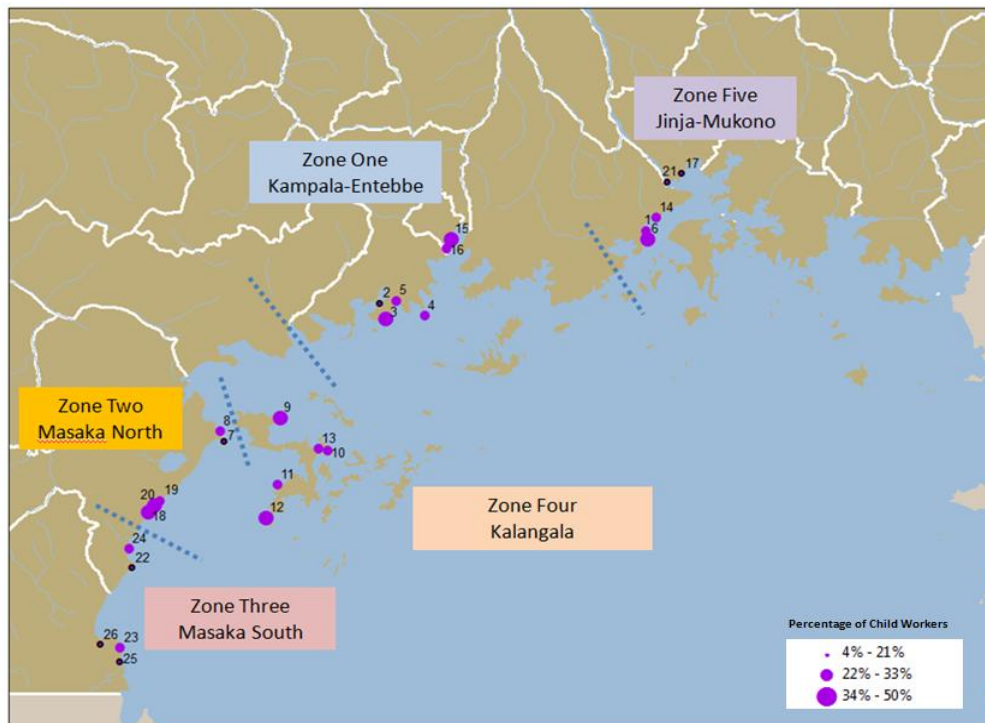 Zone Five
Jinja-Mukono
Zone One
Kampala-Entebbe
17
21
14
1
6
15
16
2
5
3
4
Zone Two
Masaka North
9
8
7
13
10
11
12
20
19
18
Zone Four
Kalangala
24
22
Zone Three
Masaka South
26
23
25
Percentage of Child Workers
4% - 21%
22% - 33%
34% - 50%